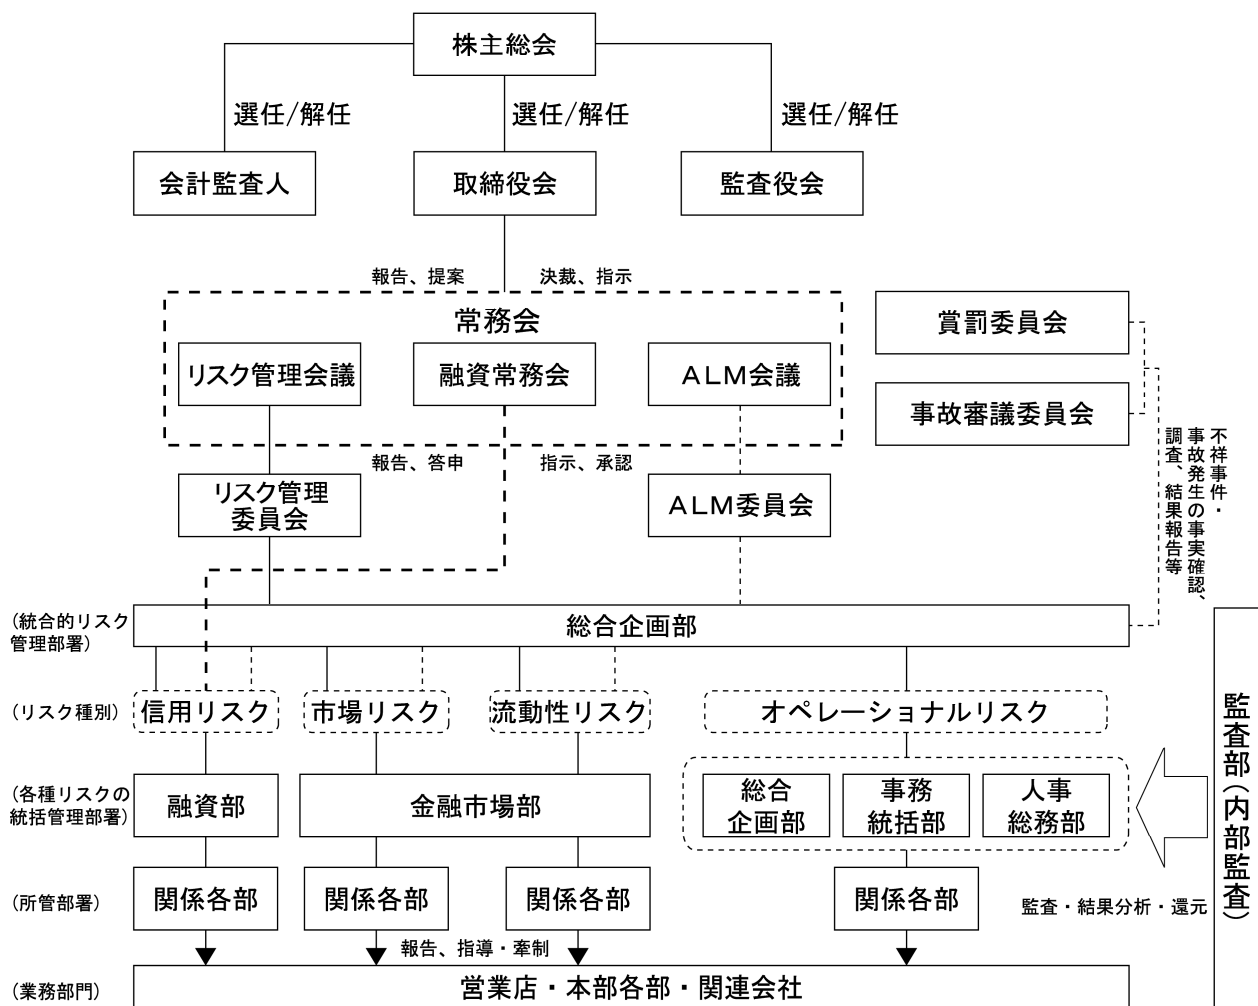 株主総会
選任/解任
選任/解任
選任/解任
会計監査人
取締役会
監査役会
報告、提案
決裁、指示
常務会
リスク管理会議
融資常務会
ALM会議
賞罰委員会
事故審議委員会
報告、答申
指示、承認
リスク管理
委員会
ALM委員会
不祥事件・
事故発生の事実確認、
調査、結果報告等
(統合的リスク
管理部署)
総合企画部
(リスク種別)
信用リスク
市場リスク
流動性リスク
オペレーショナルリスク
(各種リスクの
統括管理部署)
融資部
金融市場部
総合
企画部
事務
統括部
人事
総務部
監査部(内部監査)
(所管部署)
関係各部
関係各部
関係各部
関係各部
監査・結果分析・還元
報告、指導・牽制
(業務部門)
営業店・本部各部・関連会社